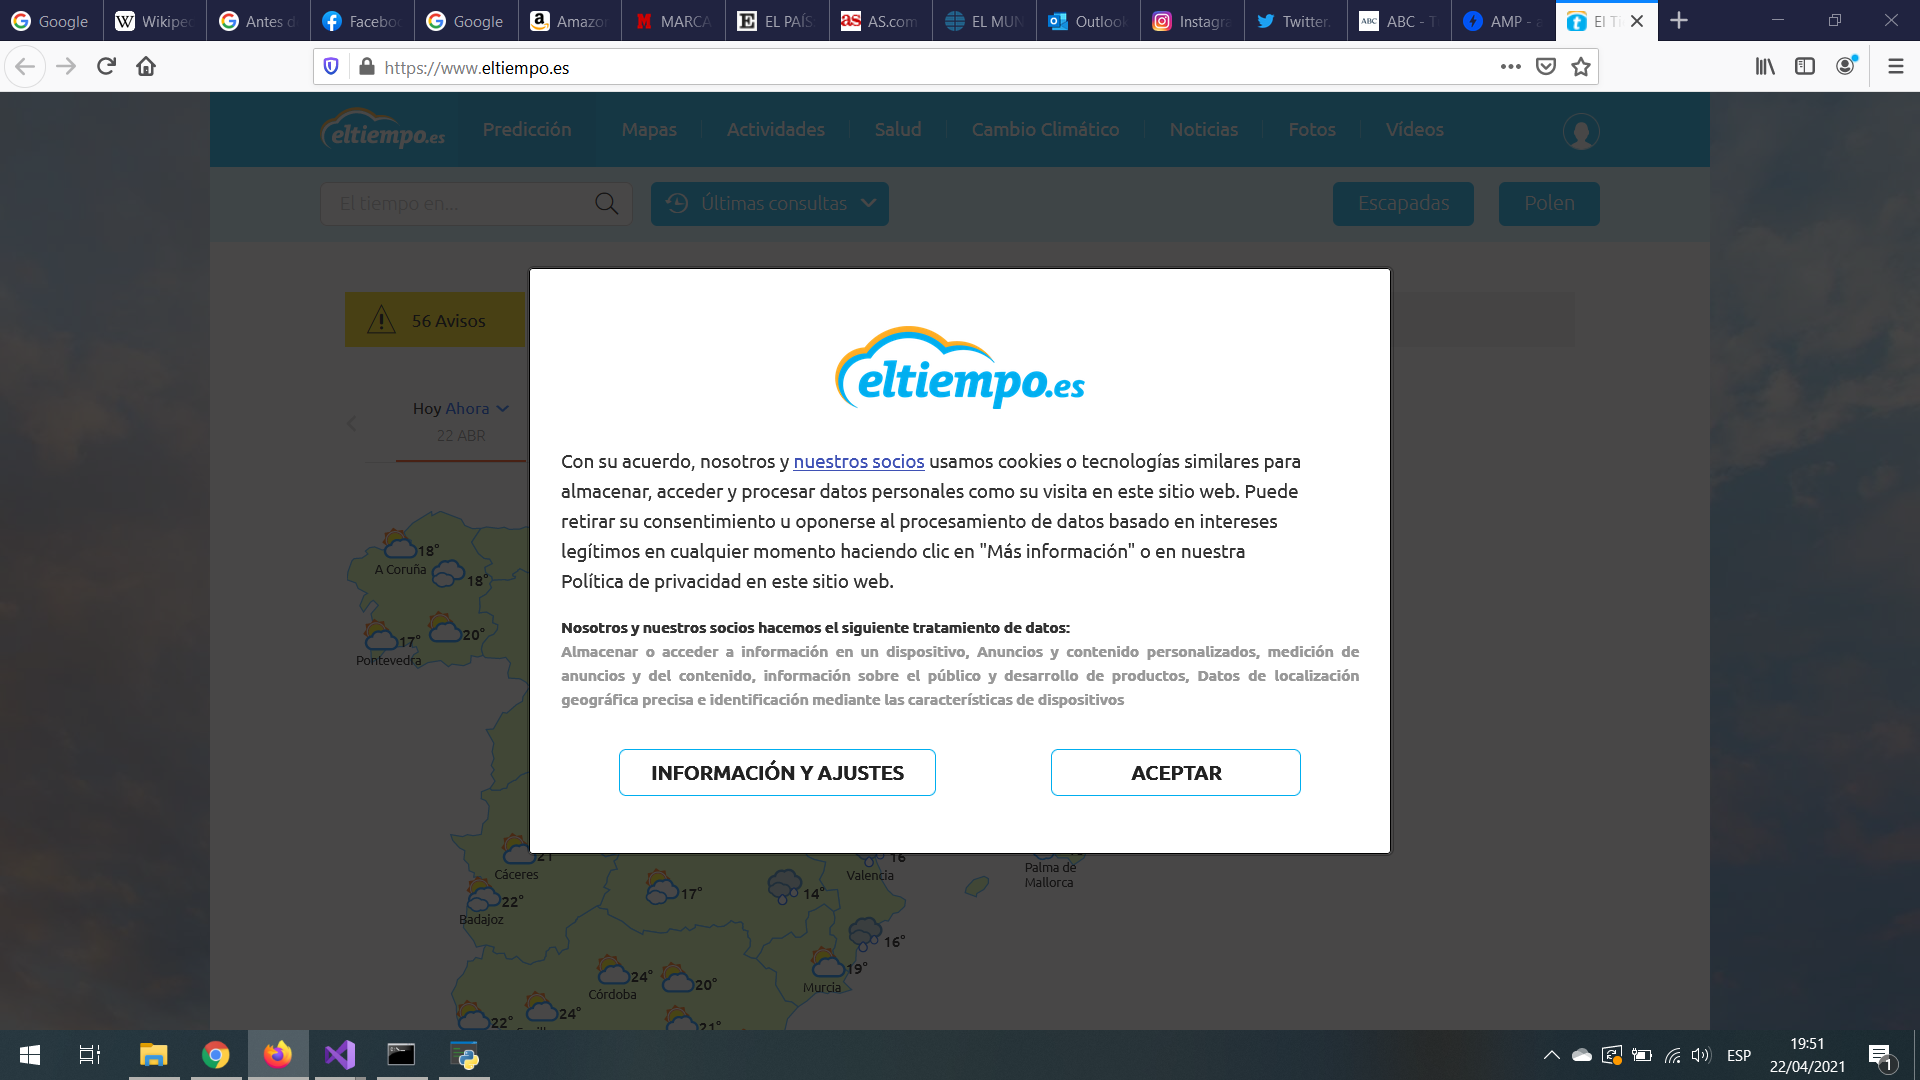 Google
Wikipe
Antes d
Facebo
Google
Amazo
MARCA
EL PAÍS
AS.com
EL MUN
Outlook
Instagra
Twitter.
ABC - T
AMP - a
El Ti
https://www.eltiempo.es
eltiempo.es
Predicción
Mapas
Actividades
Salud
Cambio Climático
Noticias
Fotos
Vídeos
El tiempo en...
Últimas consultas
Escapadas
Polen
56 Avisos
Hoy Ahora
22 ABR
eltiempo.es
Con su acuerdo, nosotros y nuestros socios usamos cookies o tecnologías similares para
almacenar, acceder y procesar datos personales como su visita en este sitio web. Puede
retirar su consentimiento u oponerse al procesamiento de datos basado en intereses
legítimos en cualquier momento haciendo clic en "Más información" o en nuestra
Política de privacidad en este sitio web.
Nosotros y nuestros socios hacemos el siguiente tratamiento de datos:
Almacenar o acceder a información en un dispositivo, Anuncios y contenido personalizados, medición de
anuncios y del contenido, información sobre el público y desarrollo de productos, Datos de localización
geográfica precisa e identificación mediante las características de dispositivos
INFORMACIÓN Y AJUSTES
ACEPTAR
18°
A Coruña
18°
17°
20°
Pontevedra
21
Cáceres
22°
Badajoz
17°
14°
16
Valencia
Palma de
Mallorca
16°
19°
Murcia
24°
Córdoba
20°
24°
22°
21°
ESP
19:51
22/04/2021
1